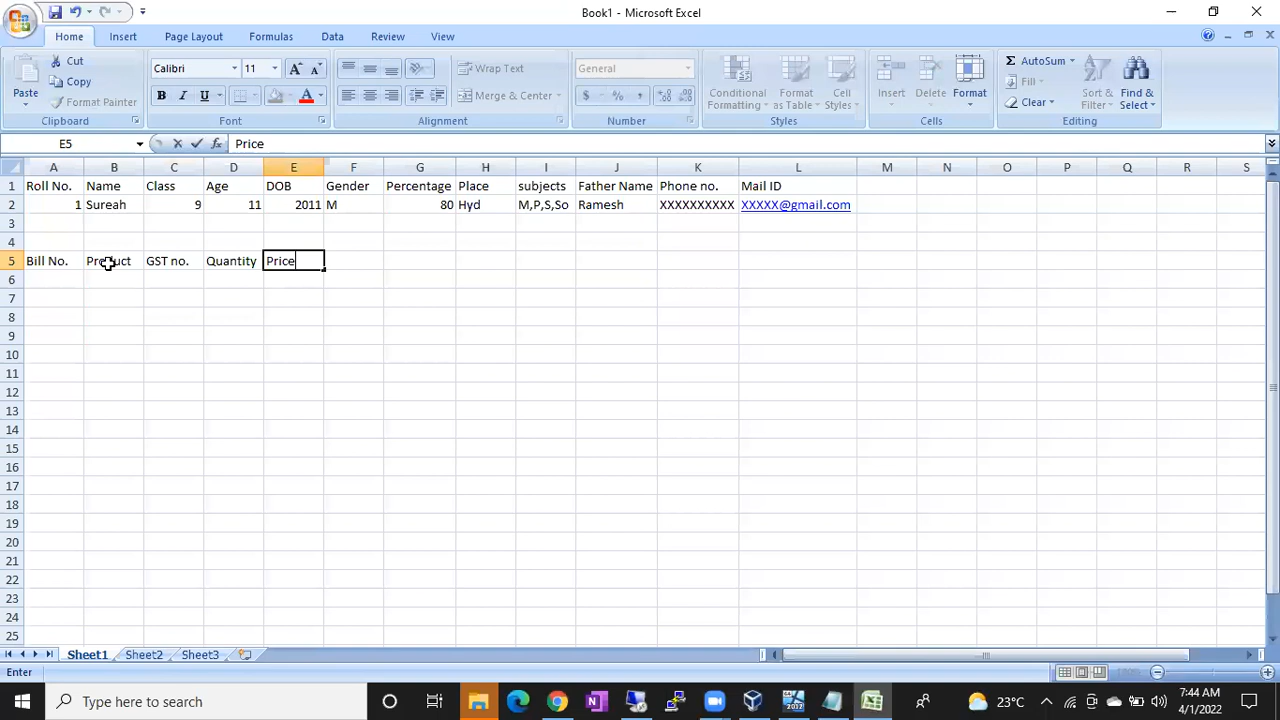 Book1 - Microsoft Excel
Home Insert Page Layout Formulas Data Review View
Paste Cut Copy Format Painter Clipboard
Calibri 11 B I U A Font
Wrap Text Merge & Center Alignment
General $ % , Number
Conditional Formatting Format as Table Cell Styles Styles
Insert Delete Format Cells
Σ AutoSum Fill Clear Sort & Filter Find & Select Editing
E5 fx Price
A B C D E F G H I J K L M N O P Q R S
1 Roll No. Name Class Age DOB Gender Percentage Place subjects Father Name Phone no. Mail ID
2 1 Sureah 9 11 2011 M 80 Hyd M,P,S,So Ramesh XXXXXXXXXX XXXXX@gmail.com
3
4
5 Bill No. Product GST no. Quantity Price
6
7
8
9
10
11
12
13
14
15
16
17
18
19
20
21
22
23
24
25
Sheet1 Sheet2 Sheet3
Enter
Type here to search 23°C 7:44 AM
4/1/2022